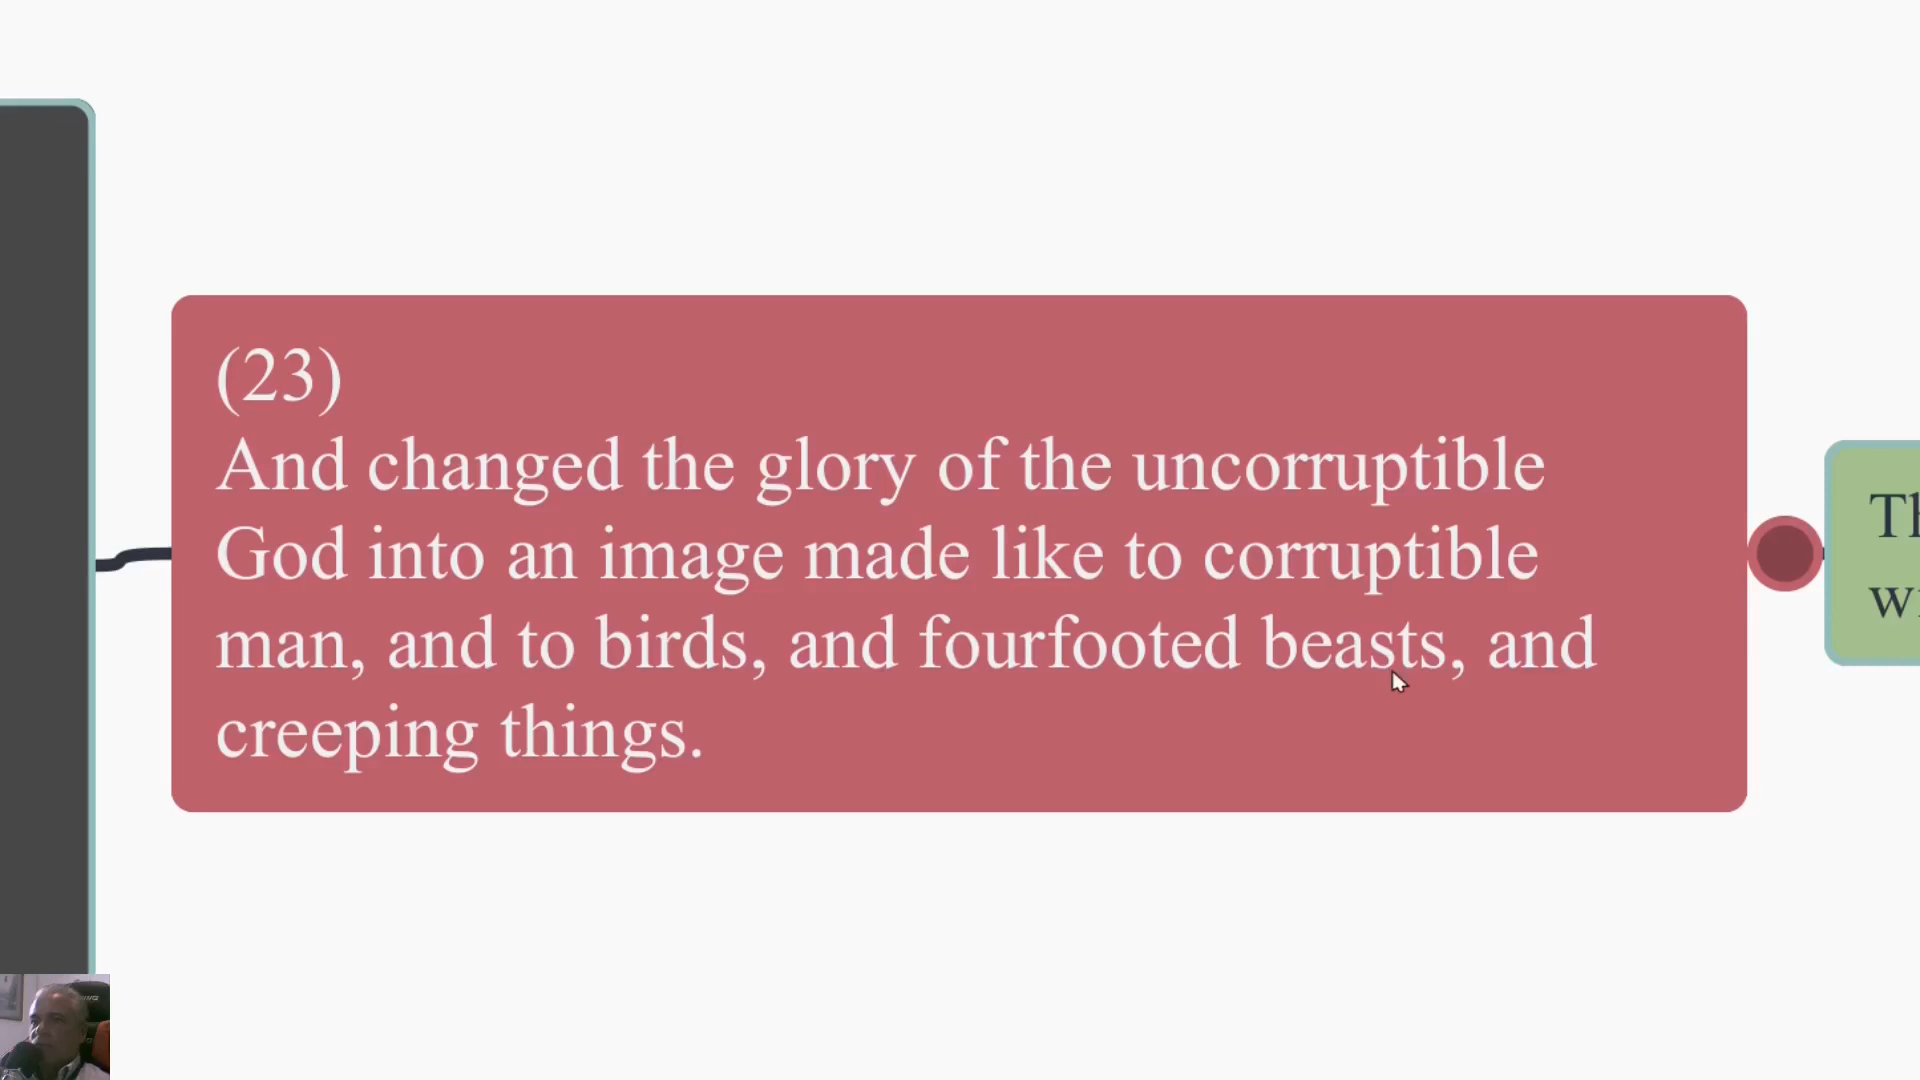 (23)
And changed the glory of the uncorruptible
God into an image made like to corruptible
man, and to birds, and fourfooted beasts, and
creeping things.